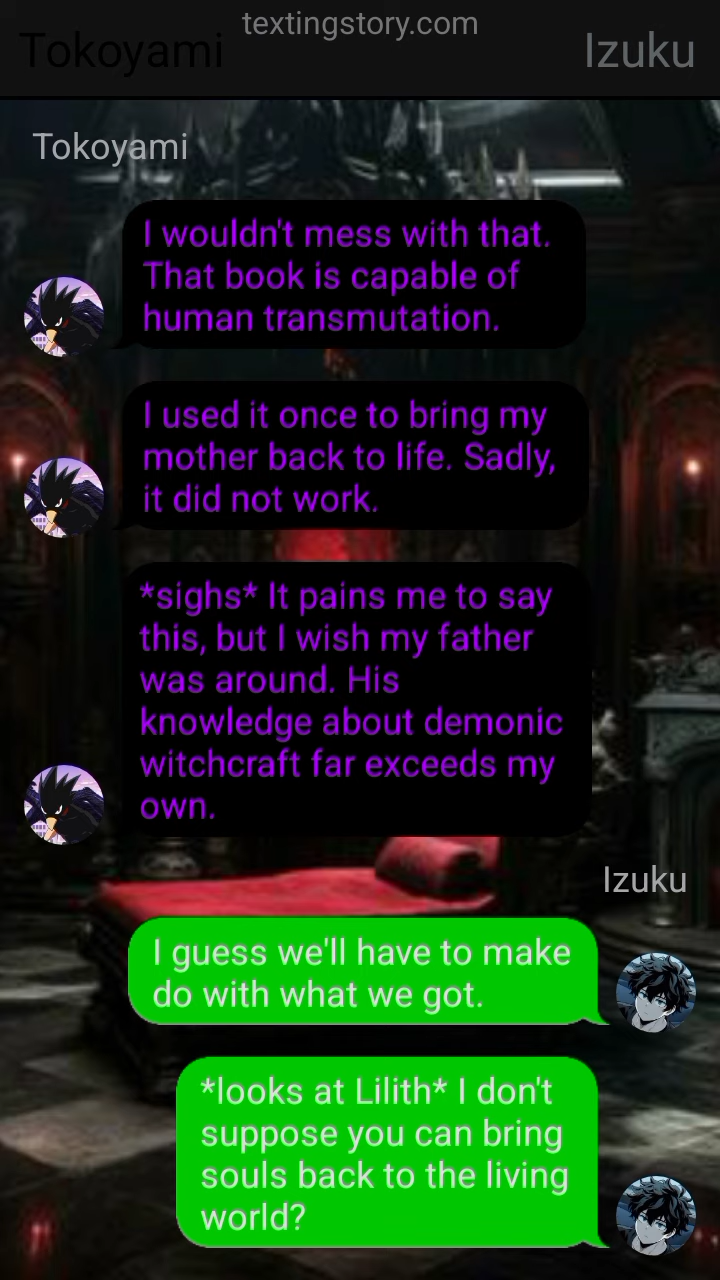 textingstory.com
Tokoyami
Izuku
Tokoyami
I wouldn't mess with that.
That book is capable of
human transmutation.
I used it once to bring my
mother back to life. Sadly,
it did not work.
*sighs* It pains me to say
this, but I wish my father
was around. His
knowledge about demonic
witchcraft far exceeds my
own.
Izuku
I guess we'll have to make
do with what we got.
*looks at Lilith* I don't
suppose you can bring
souls back to the living
world?